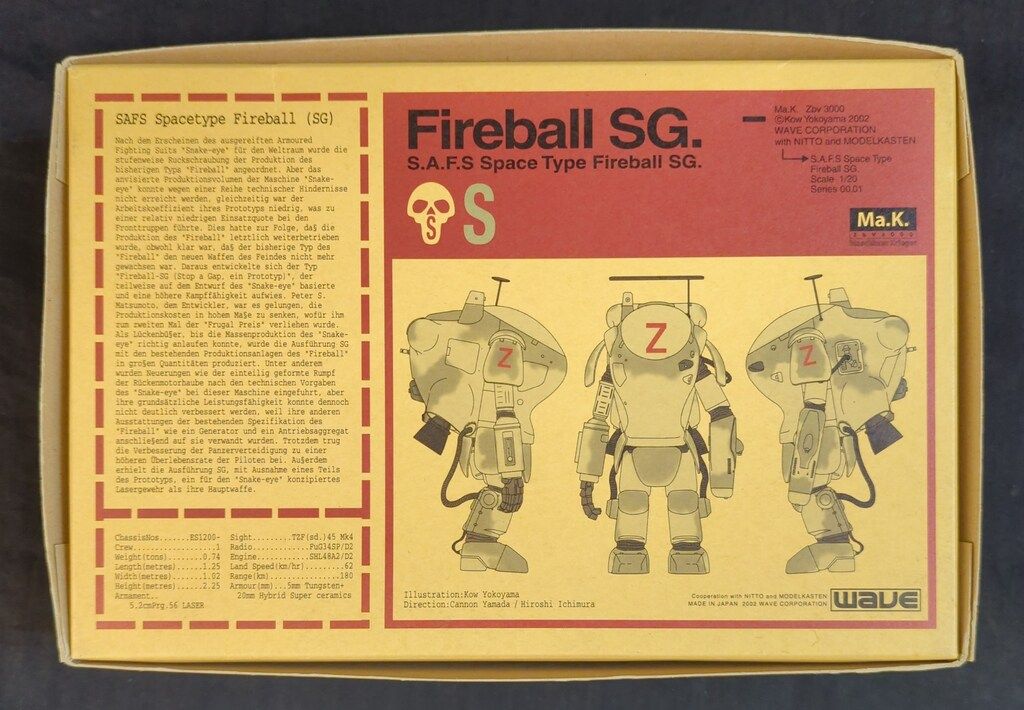 SAFS Spacetype Fireball (SG)
Nach dem Erscheinen des ausgereiften Armoured
Fighting Suits "Snake-eye" für den Weltraum wurde die
stufenweise Ruckschraubung der Produktion des
bisherigen Typs "Fireball" angeordnet. Aber das
anvisierte Produktionsvolumen der Maschine "Snake-
eye" konnte wegen einer Reihe technischer Hindernisse
nicht erreicht werden, gleichzeitig war der
Arbeitskoeffizient ihres Prototyps niedrig, was zu
einer relativ niedrigen Einsatzquote bei den
Fronttruppen führte. Dies hatte zur Folge, daß die
Produktion des "Fireball" letztlich weiterbetrieben
wurde, obwohl klar war, daß der bisherige Typ des
"Fireball" den neuen Waffen des Feindes nicht mehr
gewachsen war. Daraus entwickelte sich der Typ
"Fireball-SG (Stop a Gap, ein Prototyp)", der
teilweise auf dem Entwurf des "Snake-eye" basierte
und eine höhere Kampffähigkeit aufwies. Peter S.
Matsumoto, dem Entwickler, war es gelungen, die
Produktionskosten in hohem Maße zu senken, wofür ihm
zum zweiten Mal der "Frugal Preis" verliehen wurde.
Als Lückenbüßer, bis die Massenproduktion des "Snake-
eye" richtig anlaufen konnte, wurde die Ausführung SG
mit den bestehenden Produktionsanlagen des "Fireball"
in großen Quantitäten produziert. Unter anderem
wurden Neuerungen wie der einteilig geformte Rumpf
der Rückenmotorhaube nach den technischen Vorgaben
des "Snake-eye" bei dieser Maschine eingeführt, aber
ihre grundsätzliche Leistungsfähigkeit konnte dennoch
nicht deutlich verbessert werden, weil ihre anderen
Ausstattungen der bestehenden Spezifikation des
"Fireball" wie ein Generator und ein Antriebsaggregat
anschließend auf sie verwandt wurden. Trotzdem trug
die Verbesserung der Panzerverteidigung zu einer
höheren Überlebensrate der Piloten bei. Außerdem
erhielt die Ausführung SG, mit Ausnahme eines Teils
des Prototyps, ein für den "Snake-eye" konzipiertes
Lasergewehr als ihre Hauptwaffe.
ChassisNos.......ES1200-
Crew...................1
Weight(tons).......0.74
Length(metres).....1.25
Width(metres)......1.02
Height(metres).....2.25
Armament..
5.2cmPrg.56 LASER
Sight........TZF(sd.)45 Mk4
Radio............FuG34SP/D2
Engine...........SHL48A2/D2
Land Speed(km/hr)........62
Range(km)...............180
Armour(mm)...5mm Tungsten+
20mm Hybrid Super ceramics
Fireball SG.
S.A.F.S Space Type Fireball SG.
S
S
Ma.K. Zbv 3000
©Kow Yokoyama 2002
WAVE CORPORATION
with NITTO and MODELKASTEN
S.A.F.S Space Type
Fireball SG.
Scale 1/20
Series 00.01
Ma.K.
Z
Z
Z
Illustration:Kow Yokoyama
Direction:Cannon Yamada / Hiroshi Ichimura
Cooperation with NITTO and MODELKASTEN
MADE IN JAPAN 2002 WAVE CORPORATION
WAVE